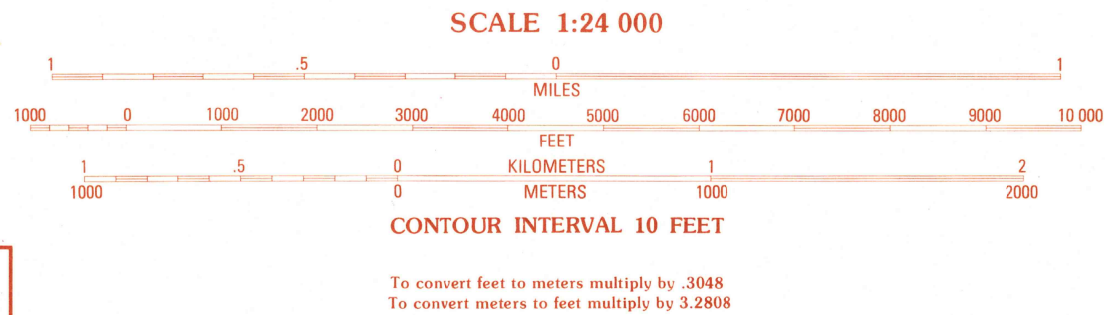 SCALE 1:24 000
1 .5 0 1
MILES
1000 0 1000 2000 3000 4000 5000 6000 7000 8000 9000 10 000
FEET
1 .5 0 KILOMETERS 1 2
1000 0 METERS 1000 2000
CONTOUR INTERVAL 10 FEET
To convert feet to meters multiply by .3048
To convert meters to feet multiply by 3.2808